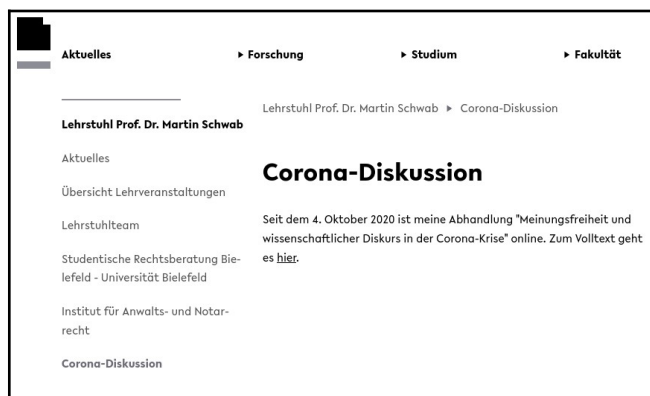 Aktuelles
▸ Forschung
▸ Studium
▸ Fakultät
Lehrstuhl Prof. Dr. Martin Schwab
Aktuelles
Übersicht Lehrveranstaltungen
Lehrstuhlteam
Studentische Rechtsberatung Bie-
lefeld - Universität Bielefeld
Institut für Anwalts- und Notar-
recht
Corona-Diskussion
Lehrstuhl Prof. Dr. Martin Schwab ▸ Corona-Diskussion
Corona-Diskussion
Seit dem 4. Oktober 2020 ist meine Abhandlung "Meinungsfreiheit und
wissenschaftlicher Diskurs in der Corona-Krise" online. Zum Volltext geht
es hier.